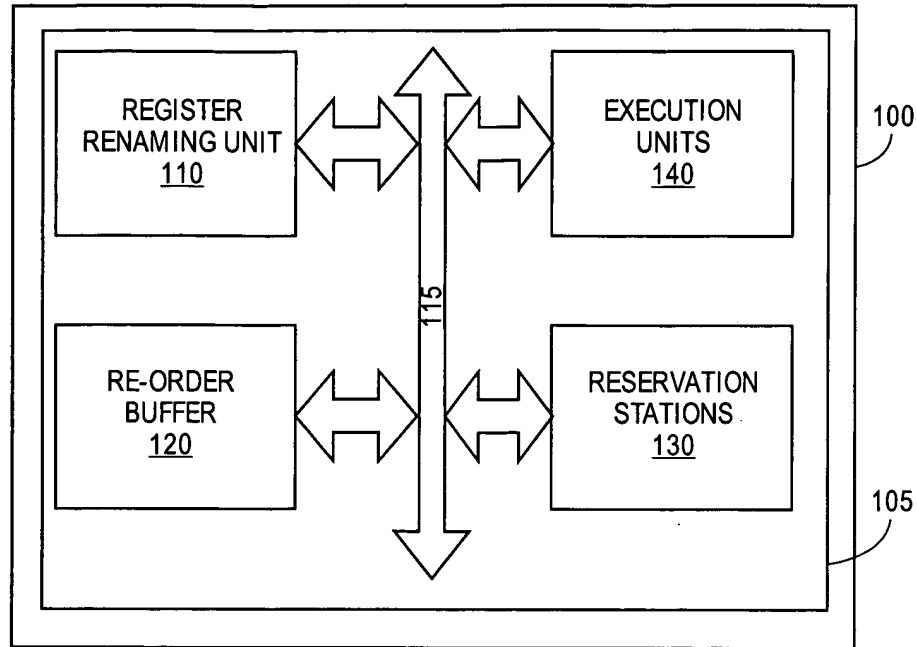 REGISTER
RENAMING UNIT
110
EXECUTION
UNITS
140
100
115
RE-ORDER
BUFFER
120
RESERVATION
STATIONS
130
105